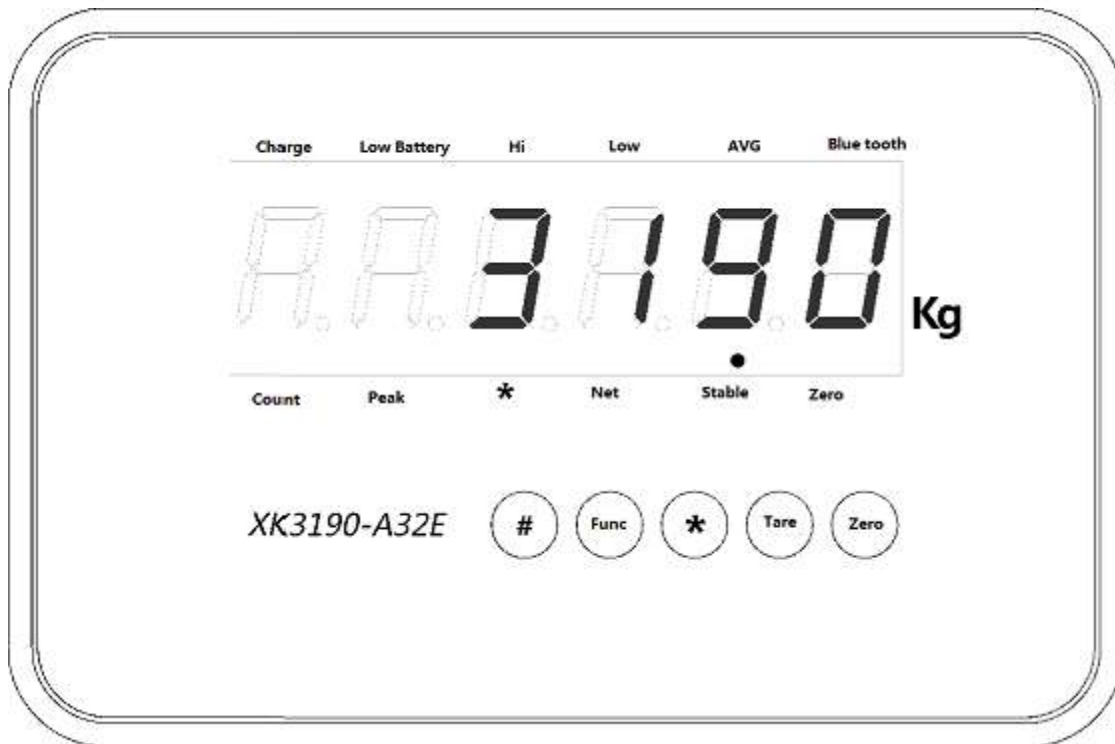 Charge Low Battery Hi Low AVG Blue tooth
3190 Kg
Count Peak * Net Stable Zero
XK3190-A32E # Func * Tare Zero